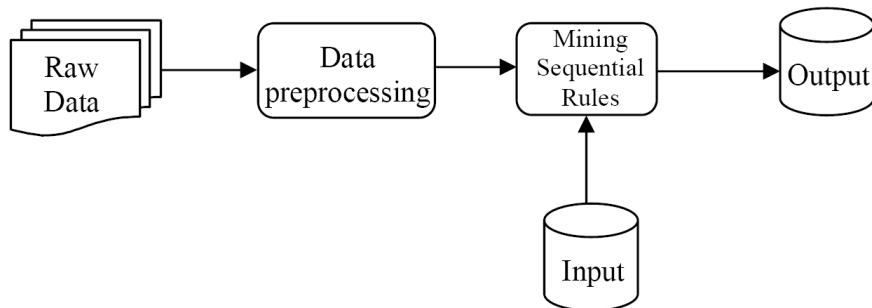 Raw
Data
Data
preprocessing
Mining
Sequential
Rules
Output
Input